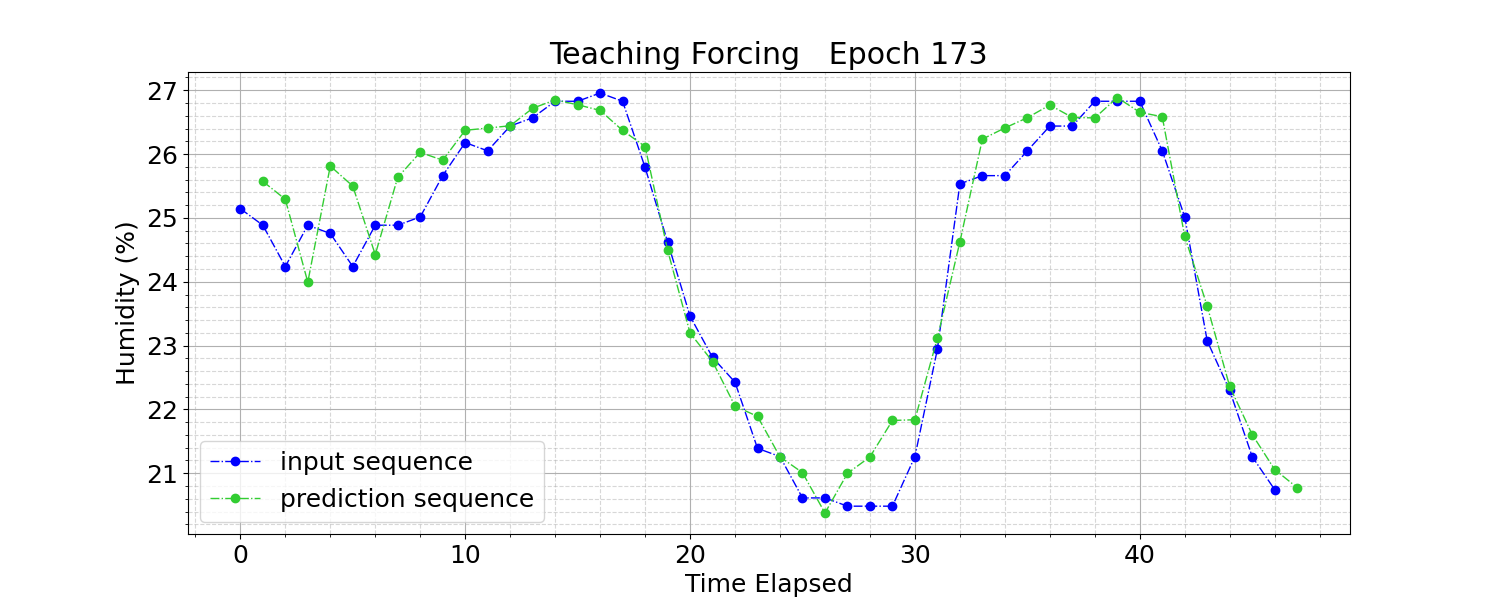 Teaching Forcing   Epoch 173
27
26
25
24
23
22
21
Humidity (%)
input sequence
prediction sequence
0 10 20 30 40
Time Elapsed